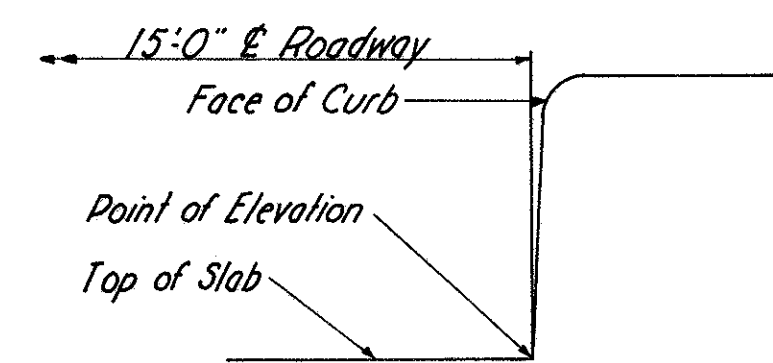 15'-0" ℄ Roadway
Face of Curb
Point of Elevation
Top of Slab